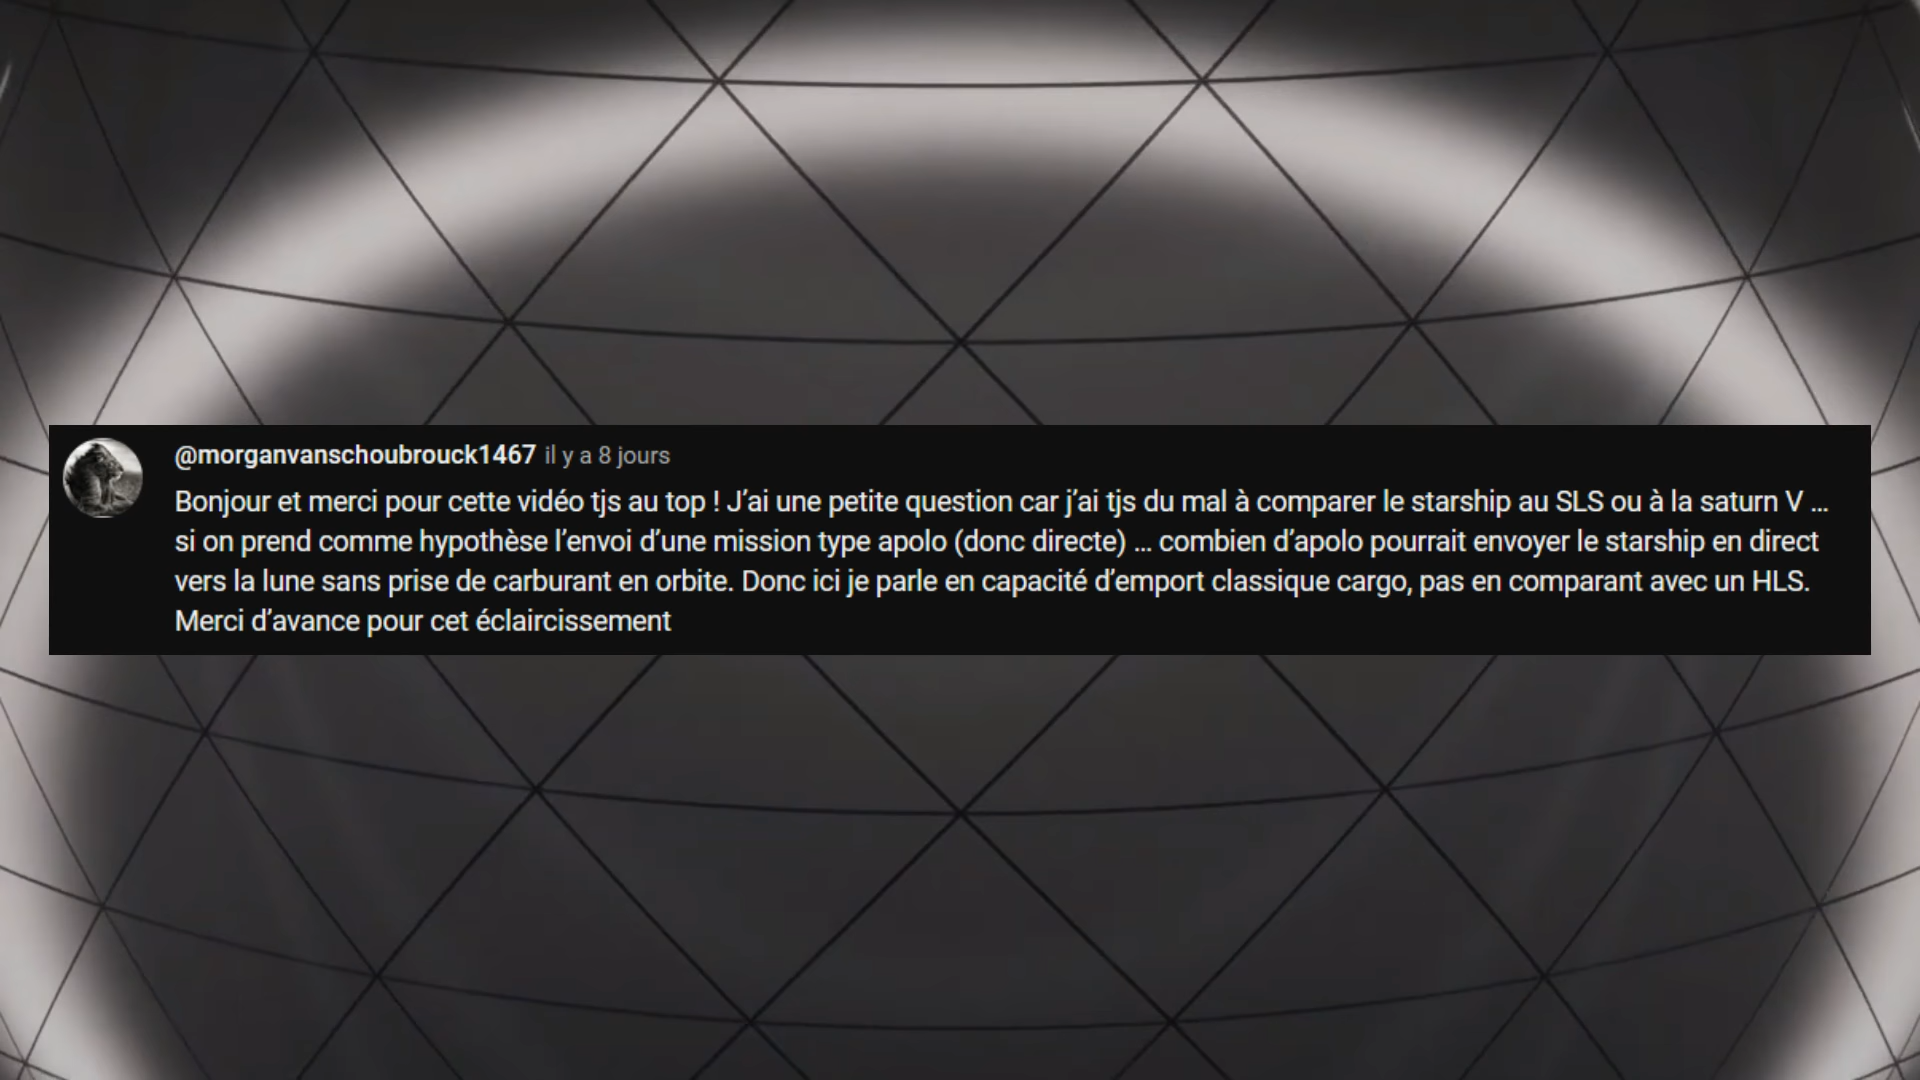 @morganvanschoubrouck1467 il y a 8 jours
Bonjour et merci pour cette vidéo tjs au top ! J’ai une petite question car j’ai tjs du mal à comparer le starship au SLS ou à la saturn V ...
si on prend comme hypothèse l’envoi d’une mission type apolo (donc directe) ... combien d’apolo pourrait envoyer le starship en direct
vers la lune sans prise de carburant en orbite. Donc ici je parle en capacité d’emport classique cargo, pas en comparant avec un HLS.
Merci d’avance pour cet éclaircissement